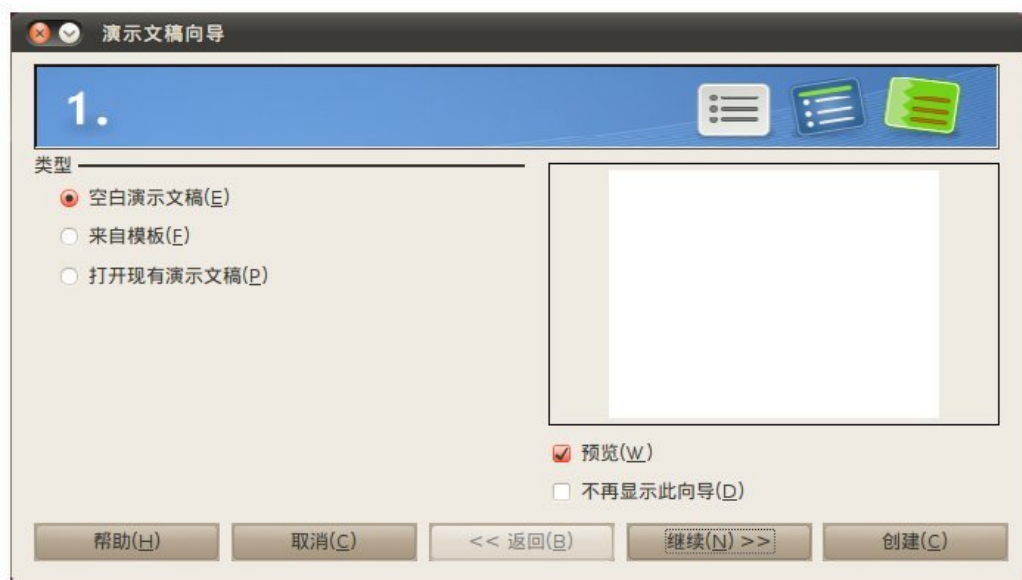 演示文稿向导
1.
类型
空白演示文稿(E)
来自模板(F)
打开现有演示文稿(P)
预览(W)
不再显示此向导(D)
帮助(H) 取消(C) << 返回(B) 继续(N) >> 创建(C)